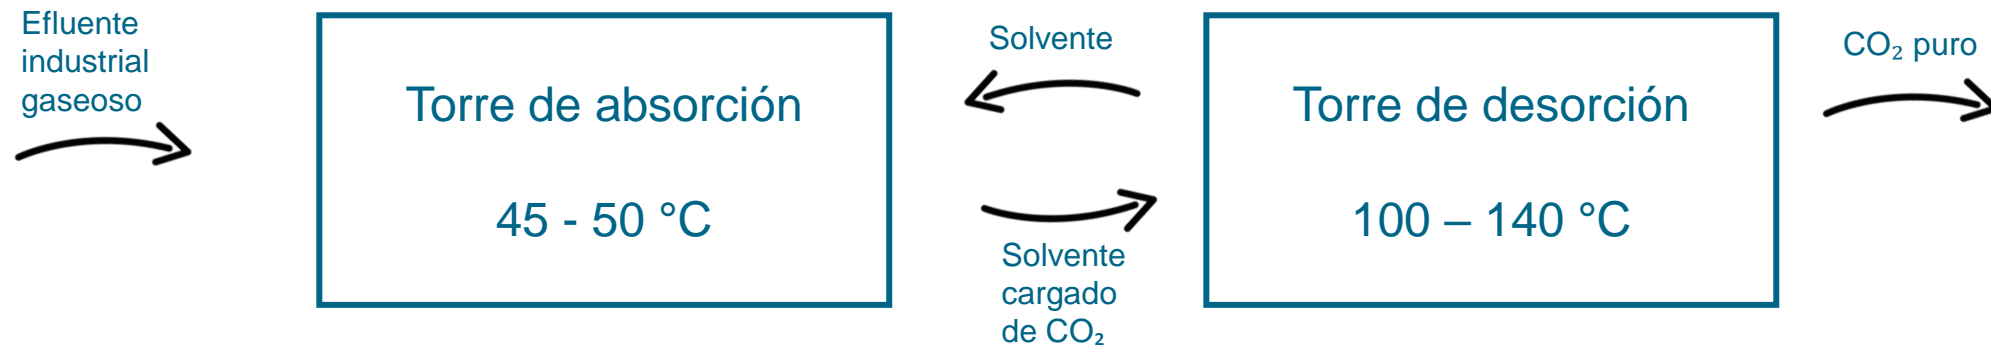 Efluente
industrial
gaseoso
Torre de absorción
45 - 50 °C
Solvente
Solvente
cargado
de CO₂
Torre de desorción
100 – 140 °C
CO₂ puro